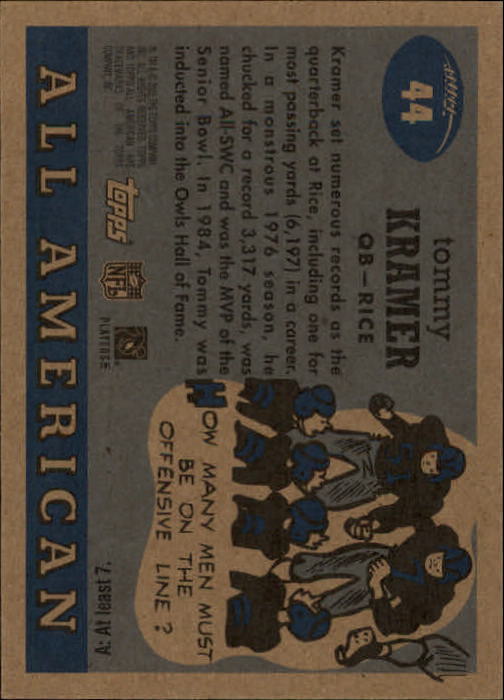 44
tommy
KRAMER
QB–RICE
Kramer set numerous records as the
quarterback at Rice, including one for
most passing yards (6,197) in a career.
In a monstrous 1976 season, he
chucked for a record 3,317 yards, was
named All-SWC and was the MVP of the
Senior Bowl. In 1984, Tommy was
inducted into the Owls Hall of Fame.
HOW MANY MEN MUST
BE ON THE
OFFENSIVE LINE?
A: At least 7.
7
topps
NFL
PLAYERS
ALL AMERICAN